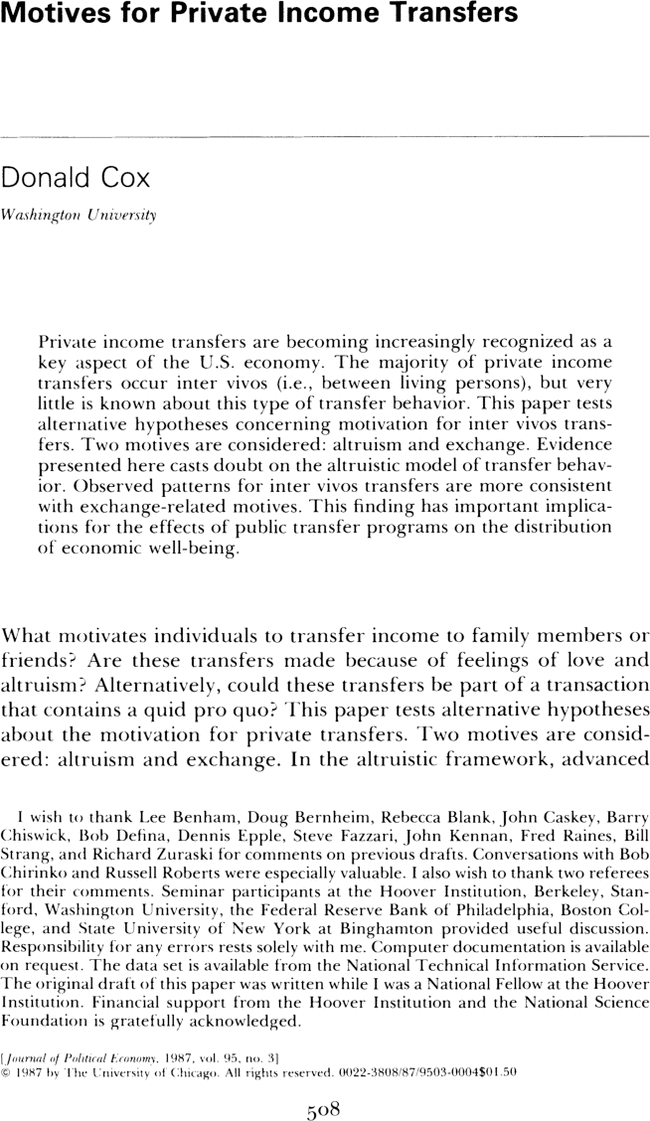 Motives for Private Income Transfers
Donald Cox
Washington University
Private income transfers are becoming increasingly recognized as a
key aspect of the U.S. economy. The majority of private income
transfers occur inter vivos (i.e., between living persons), but very
little is known about this type of transfer behavior. This paper tests
alternative hypotheses concerning motivation for inter vivos trans-
fers. Two motives are considered: altruism and exchange. Evidence
presented here casts doubt on the altruistic model of transfer behav-
ior. Observed patterns for inter vivos transfers are more consistent
with exchange-related motives. This finding has important implica-
tions for the effects of public transfer programs on the distribution
of economic well-being.
What motivates individuals to transfer income to family members or
friends? Are these transfers made because of feelings of love and
altruism? Alternatively, could these transfers be part of a transaction
that contains a quid pro quo? This paper tests alternative hypotheses
about the motivation for private transfers. Two motives are consid-
ered: altruism and exchange. In the altruistic framework, advanced
I wish to thank Lee Benham, Doug Bernheim, Rebecca Blank, John Caskey, Barry
Chiswick, Bob Defina, Dennis Epple, Steve Fazzari, John Kennan, Fred Raines, Bill
Strang, and Richard Zuraski for comments on previous drafts. Conversations with Bob
Chirinko and Russell Roberts were especially valuable. I also wish to thank two referees
for their comments. Seminar participants at the Hoover Institution, Berkeley, Stan-
ford, Washington University, the Federal Reserve Bank of Philadelphia, Boston Col-
lege, and State University of New York at Binghamton provided useful discussion.
Responsibility for any errors rests solely with me. Computer documentation is available
on request. The data set is available from the National Technical Information Service.
The original draft of this paper was written while I was a National Fellow at the Hoover
Institution. Financial support from the Hoover Institution and the National Science
Foundation is gratefully acknowledged.
[Journal of Political Economy, 1987, vol. 95, no. 3]
© 1987 by The University of Chicago. All rights reserved. 0022-3808/87/9503-0004$01.50
508